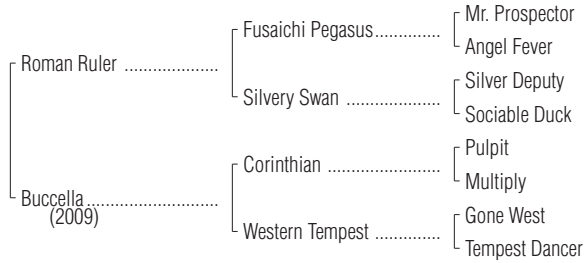 Mr. Prospector
Fusaichi Pegasus..............
Angel Fever
Roman Ruler ....................
Silver Deputy
Silvery Swan ....................
Sociable Duck
Pulpit
Corinthian ........................
Multiply
Buccella............................
(2009)
Gone West
Western Tempest ..............
Tempest Dancer